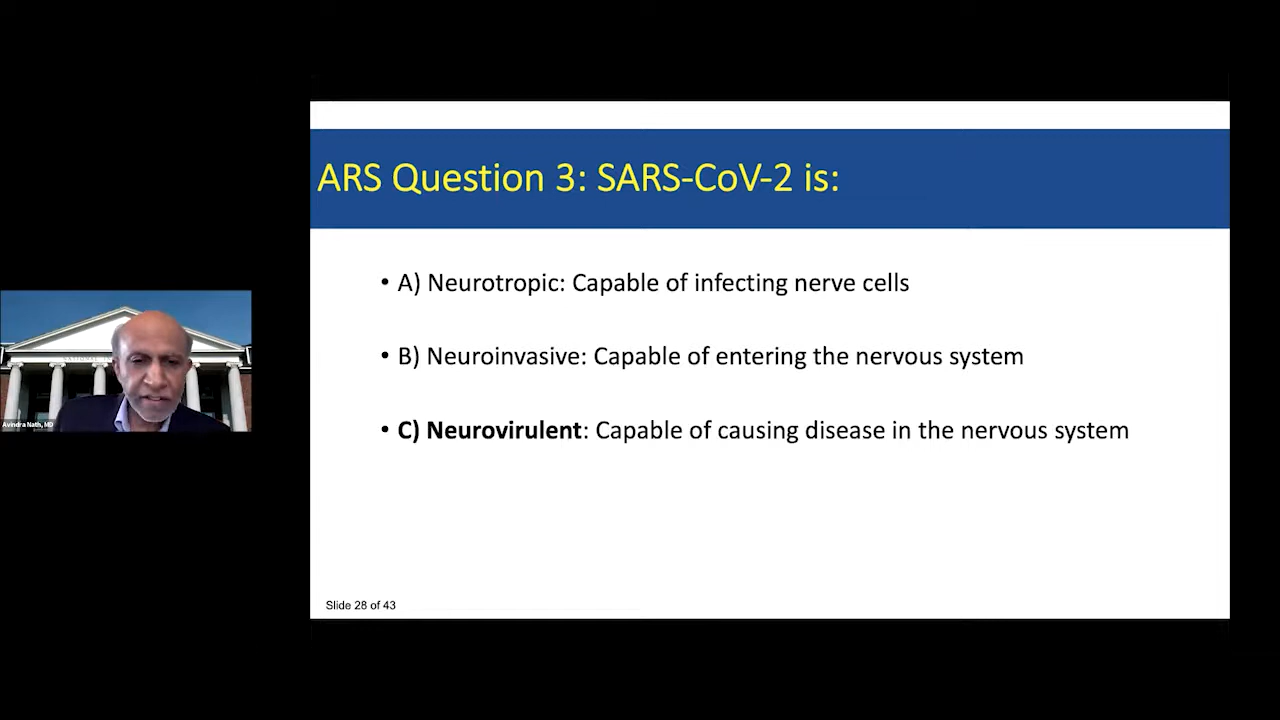 ARS Question 3: SARS-CoV-2 is:
• A) Neurotropic: Capable of infecting nerve cells
• B) Neuroinvasive: Capable of entering the nervous system
• C) Neurovirulent: Capable of causing disease in the nervous system
Avindra Nath, MD
Slide 28 of 43